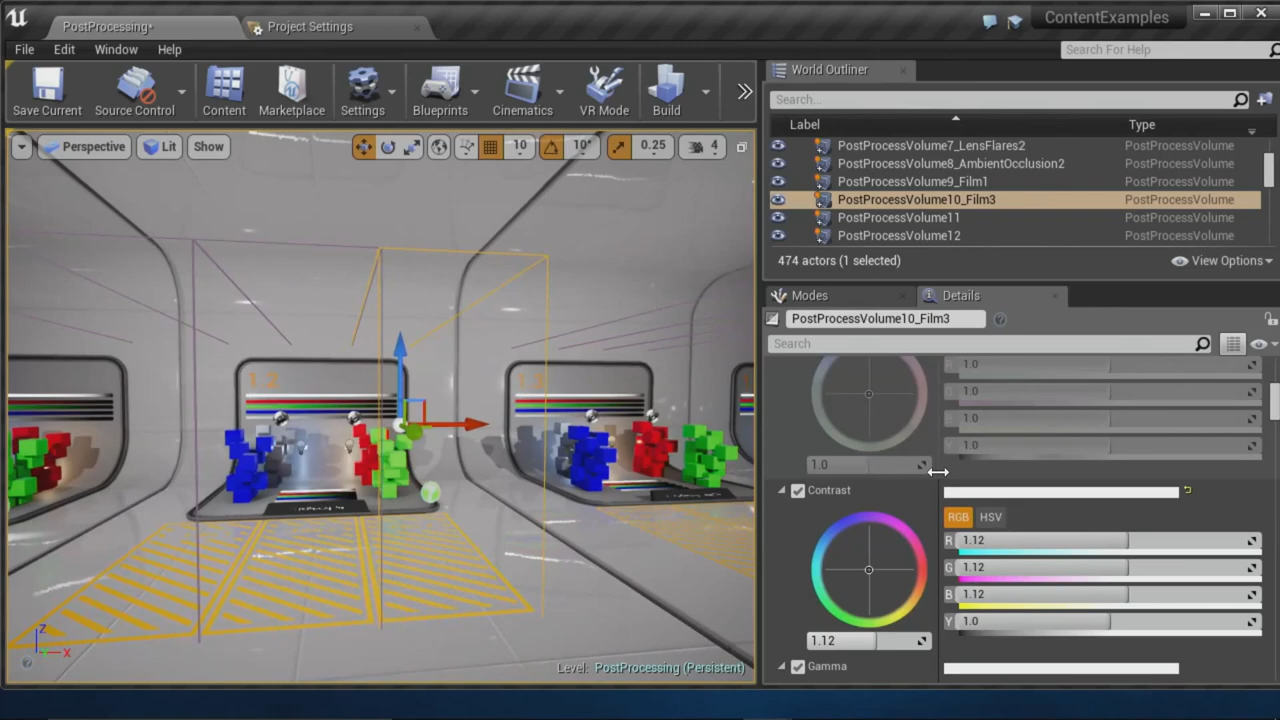 PostProcessing•
Project Settings
ContentExamples
File Edit Window Help
Search For Help
Save Current
Source Control
Content
Marketplace
Settings
Blueprints
Cinematics
VR Mode
Build
World Outliner
Search...
Label Type
PostProcessVolume7_LensFlares2 PostProcessVolume
PostProcessVolume8_AmbientOcclusion2 PostProcessVolume
PostProcessVolume9_Film1 PostProcessVolume
PostProcessVolume10_Film3 PostProcessVolume
PostProcessVolume11 PostProcessVolume
PostProcessVolume12 PostProcessVolume
474 actors (1 selected) View Options
Perspective Lit Show 10 10° 0.25 4
1.2
1.3
Z
X
Level: PostProcessing (Persistent)
Modes
Details
PostProcessVolume10_Film3
Search
1.0
1.0
1.0
1.0
1.0
Contrast
RGB HSV
R 1.12
G 1.12
B 1.12
Y 1.0
1.12
Gamma